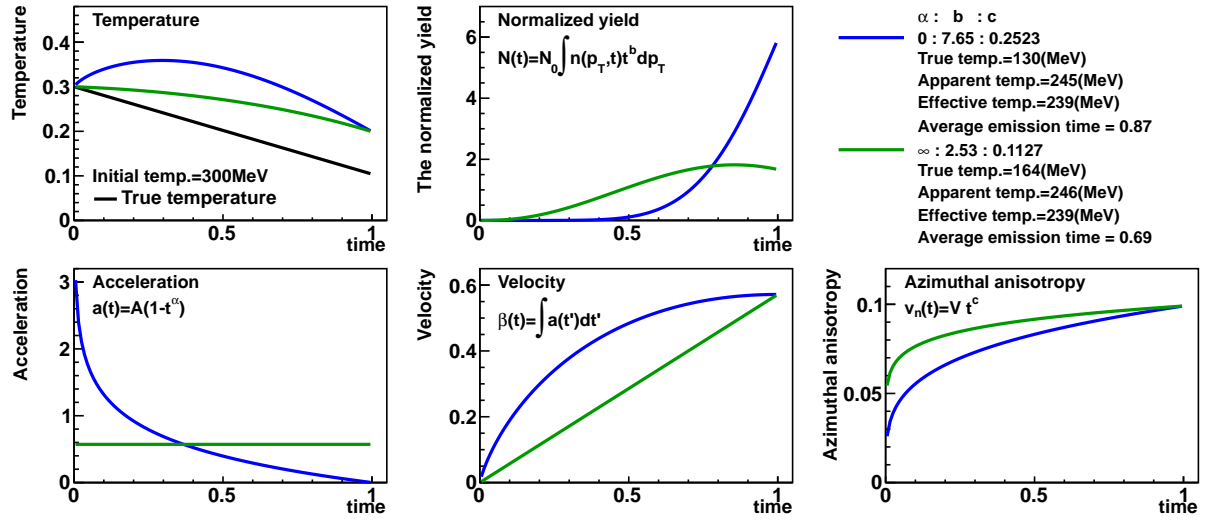 Temperature
Temperature
Initial temp.=300MeV
True temperature
0
0.1
0.2
0.3
0.4
0
0.5
1
time
The normalized yield
Normalized yield
N(t)=N₀∫n(p_T,t)t^b dp_T
0
2
4
6
0
0.5
1
time
α : b : c
0 : 7.65 : 0.2523
True temp.=130(MeV)
Apparent temp.=245(MeV)
Effective temp.=239(MeV)
Average emission time = 0.87
∞ : 2.53 : 0.1127
True temp.=164(MeV)
Apparent temp.=246(MeV)
Effective temp.=239(MeV)
Average emission time = 0.69
Acceleration
Acceleration
a(t)=A(1-t^α)
0
1
2
3
0
0.5
1
time
Velocity
Velocity
β(t)=∫a(t')dt'
0
0.2
0.4
0.6
0
0.5
1
time
Azimuthal anisotropy
Azimuthal anisotropy
v_n(t)=V t^c
0
0.05
0.1
0
0.5
1
time